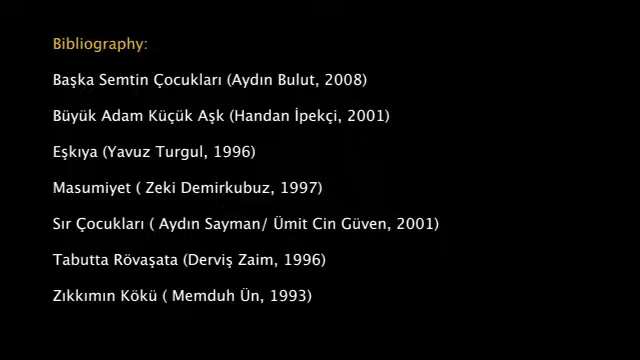 Bibliography:
Başka Semtin Çocukları (Aydın Bulut, 2008)
Büyük Adam Küçük Aşk (Handan İpekçi, 2001)
Eşkıya (Yavuz Turgul, 1996)
Masumiyet ( Zeki Demirkubuz, 1997)
Sır Çocukları ( Aydın Sayman/ Ümit Cin Güven, 2001)
Tabutta Rövaşata (Derviş Zaim, 1996)
Zıkkımın Kökü ( Memduh Ün, 1993)